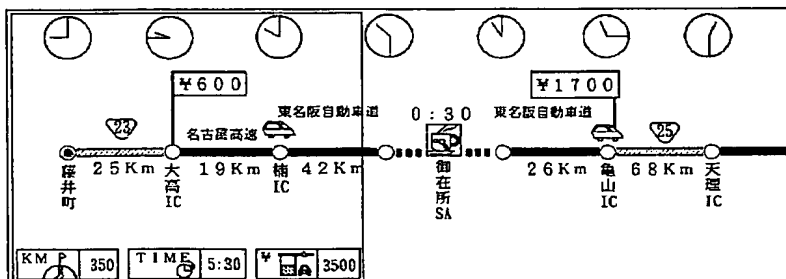 ¥600
¥1700
23
名古屋高速
東名阪自動車道
0:30
東名阪自動車道
25
25Km
19Km
42Km
26Km
68Km
藤井町
大高IC
楠IC
御在所SA
亀山IC
天理IC
KM
350
TIME
5:30
¥
3500